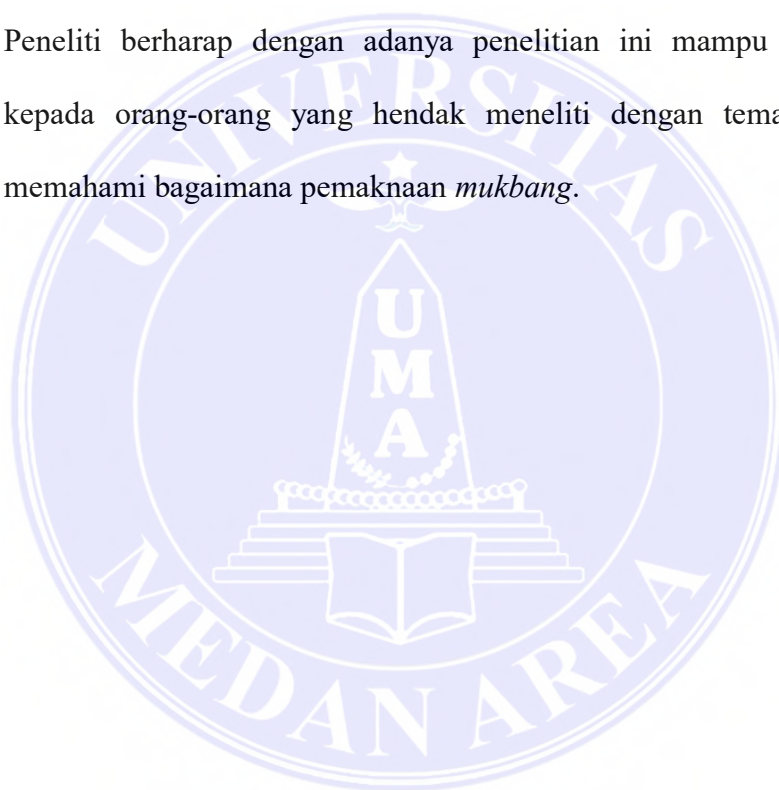 Peneliti berharap dengan adanya penelitian ini mampu
kepada orang-orang yang hendak meneliti dengan tema
memahami bagaimana pemaknaan mukbang.
UNIVERSITAS
UMA
MEDAN AREA